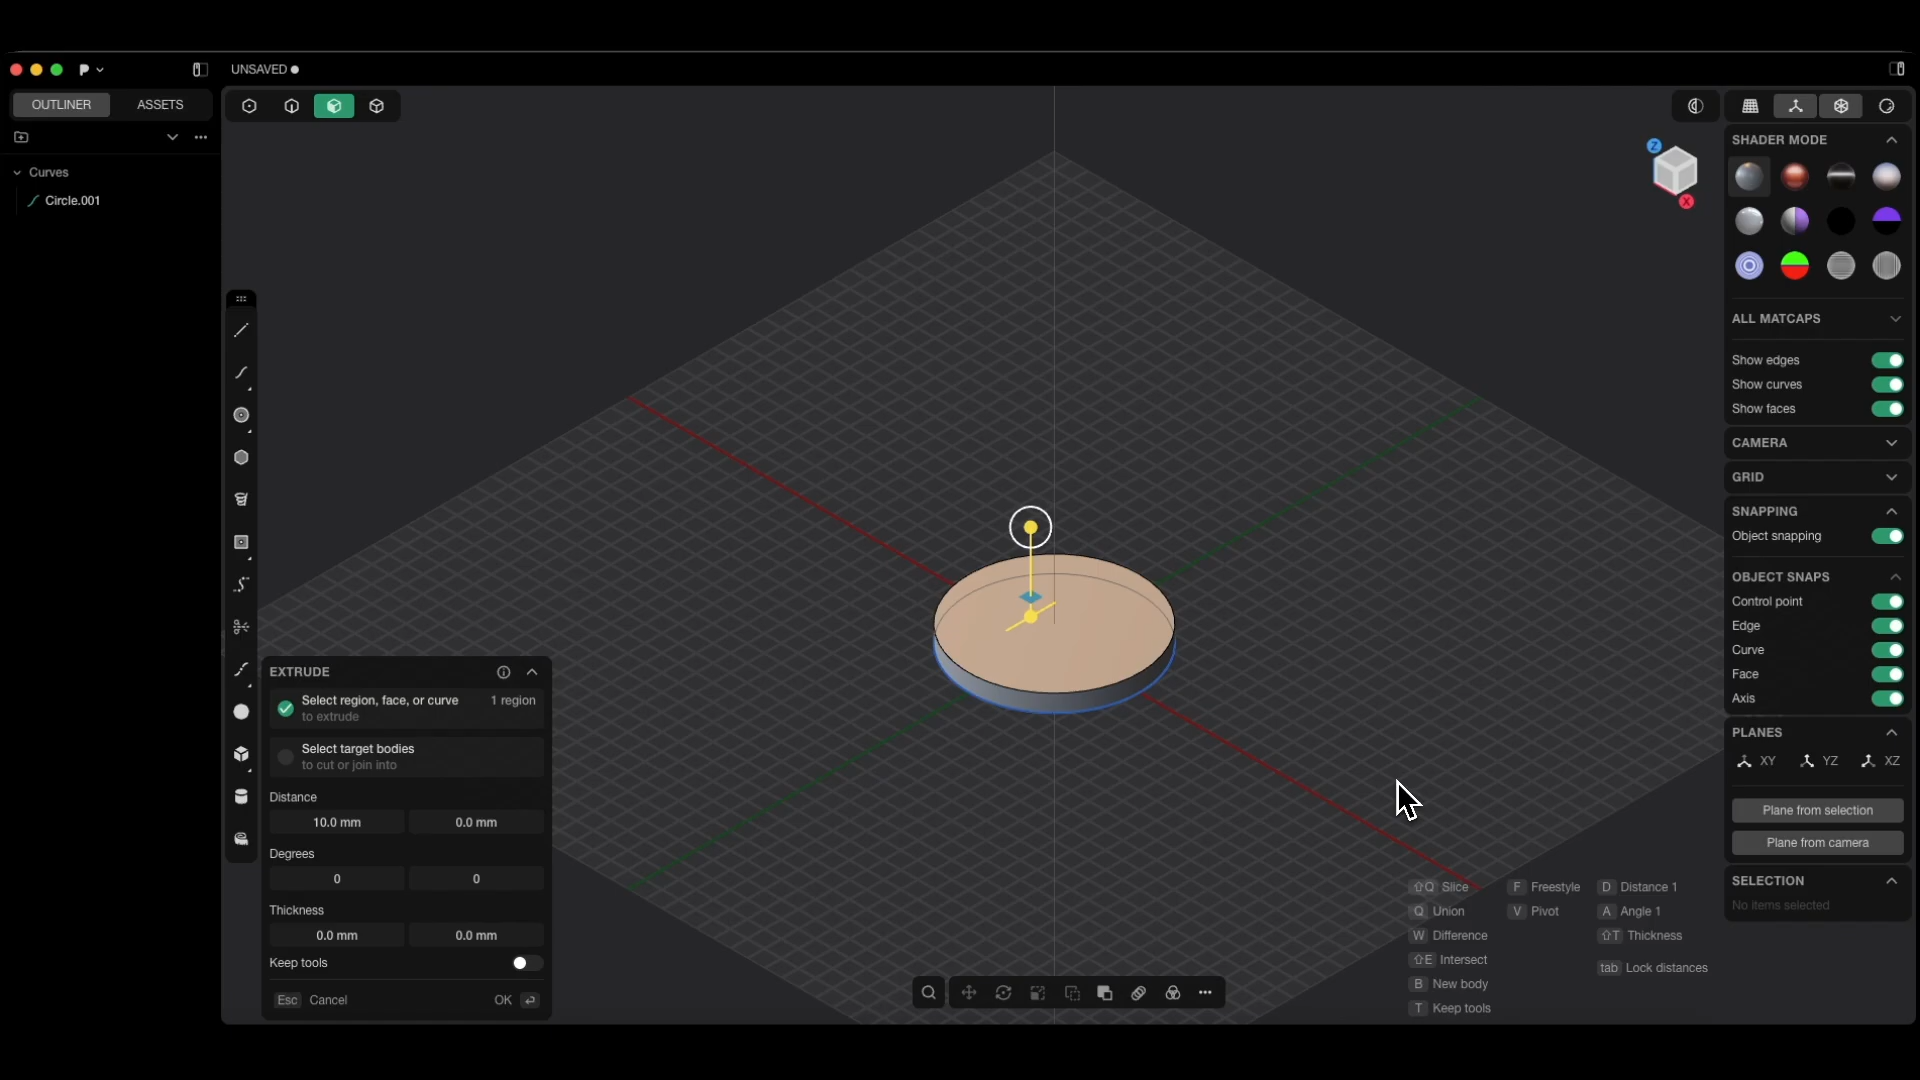 UNSAVED
OUTLINER
ASSETS
Curves
Circle.001
Z
X
SHADER MODE
ALL MATCAPS
Show edges
Show curves
Show faces
CAMERA
GRID
SNAPPING
Object snapping
OBJECT SNAPS
Control point
Edge
Curve
Face
Axis
PLANES
XY YZ XZ
Plane from selection
Plane from camera
SELECTION
No items selected
EXTRUDE
Select region, face, or curve 1 region
to extrude
Select target bodies
to cut or join into
Distance
10.0 mm 0.0 mm
Degrees
0 0
Thickness
0.0 mm 0.0 mm
Keep tools
Esc Cancel OK
⇧Q Slice F Freestyle D Distance 1
Q Union V Pivot A Angle 1
W Difference ⇧T Thickness
⇧E Intersect tab Lock distances
B New body
T Keep tools